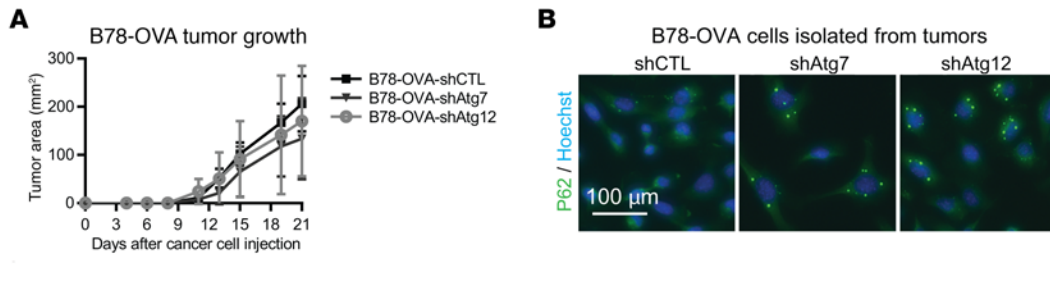 A
B78-OVA tumor growth
Tumor area (mm²)
300
200
100
0
0 3 6 9 12 15 18 21
Days after cancer cell injection
B78-OVA-shCTL
B78-OVA-shAtg7
B78-OVA-shAtg12
B
B78-OVA cells isolated from tumors
shCTL shAtg7 shAtg12
P62 / Hoechst
100 µm